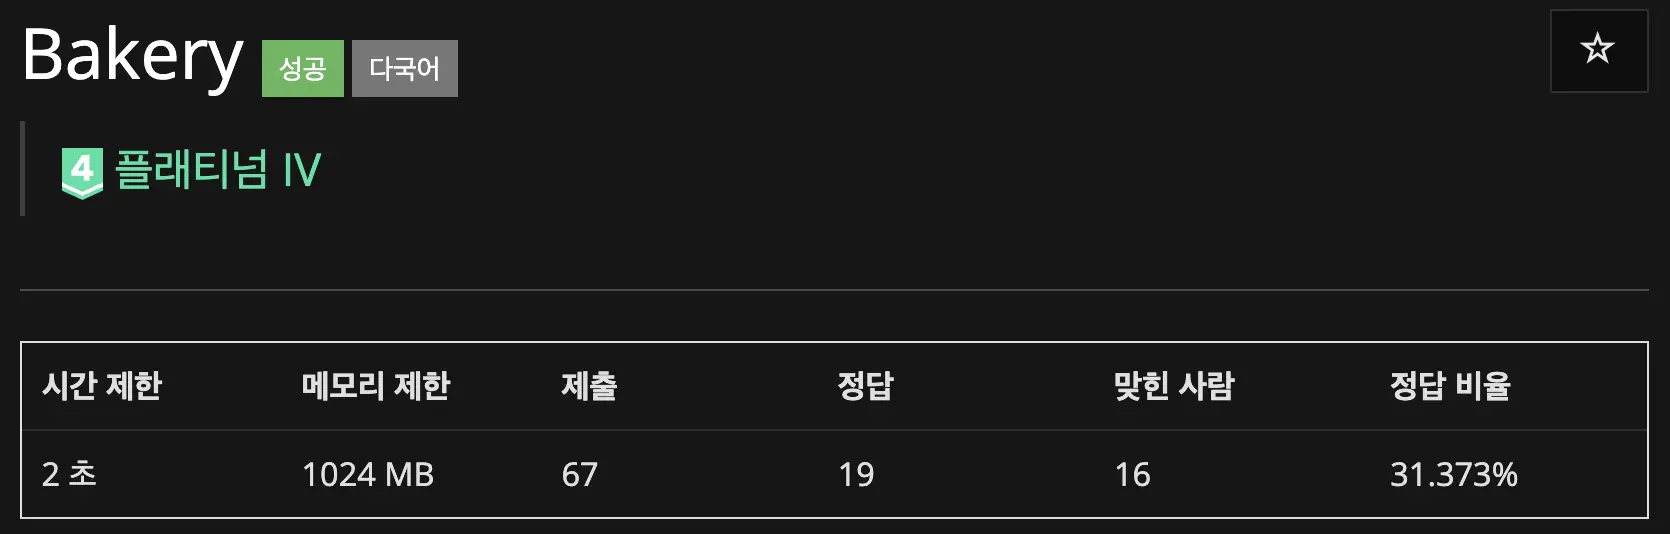 Bakery 성공 다국어
☆
4 플래티넘 IV
시간 제한 메모리 제한 제출 정답 맞힌 사람 정답 비율
2 초 1024 MB 67 19 16 31.373%